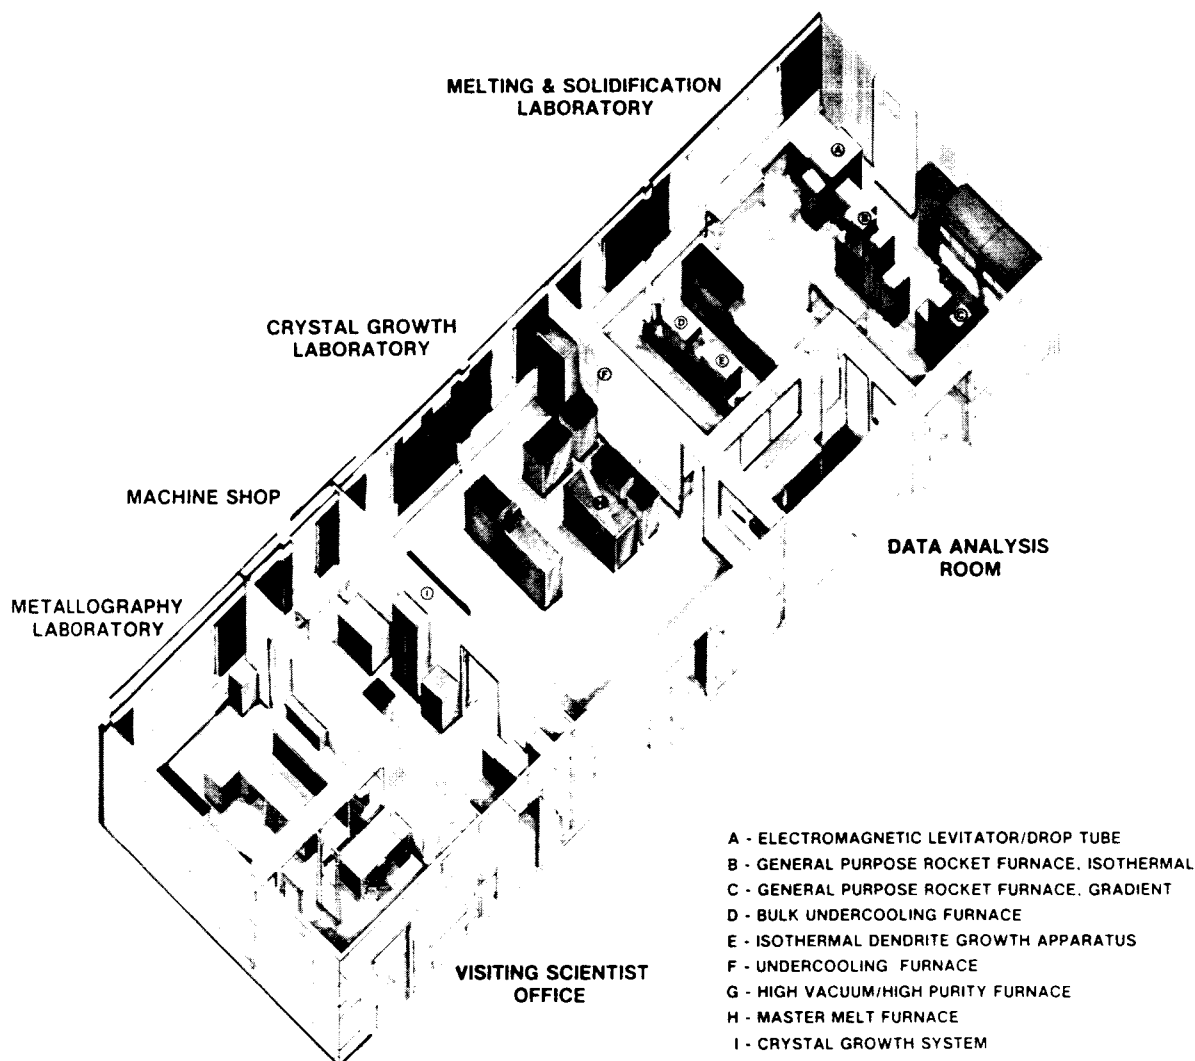 MELTING & SOLIDIFICATION
LABORATORY
A
B
C
CRYSTAL GROWTH
LABORATORY
D
E
F
MACHINE SHOP
DATA ANALYSIS
ROOM
METALLOGRAPHY
LABORATORY
I
VISITING SCIENTIST
OFFICE
A - ELECTROMAGNETIC LEVITATOR/DROP TUBE
B - GENERAL PURPOSE ROCKET FURNACE, ISOTHERMAL
C - GENERAL PURPOSE ROCKET FURNACE, GRADIENT
D - BULK UNDERCOOLING FURNACE
E - ISOTHERMAL DENDRITE GROWTH APPARATUS
F - UNDERCOOLING FURNACE
G - HIGH VACUUM/HIGH PURITY FURNACE
H - MASTER MELT FURNACE
I - CRYSTAL GROWTH SYSTEM